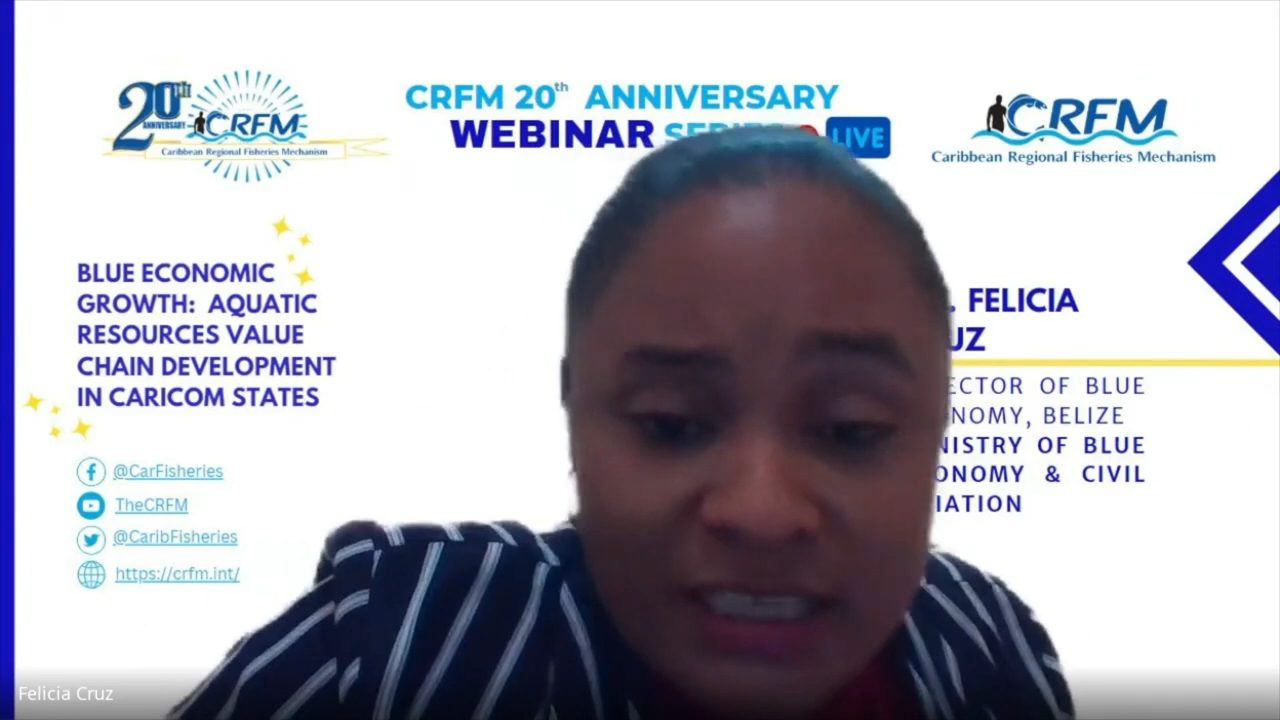 20TH
ANNIVERSARY
CRFM
Caribbean Regional Fisheries Mechanism
CRFM 20th ANNIVERSARY
WEBINAR SERIES
LIVE
CRFM
Caribbean Regional Fisheries Mechanism
BLUE ECONOMIC
GROWTH: AQUATIC
RESOURCES VALUE
CHAIN DEVELOPMENT
IN CARICOM STATES
@CarFisheries
TheCRFM
@CaribFisheries
https://crfm.int/
. FELICIA
UZ
ECTOR OF BLUE
NOMY, BELIZE
NISTRY OF BLUE
ONOMY & CIVIL
IATION
Felicia Cruz